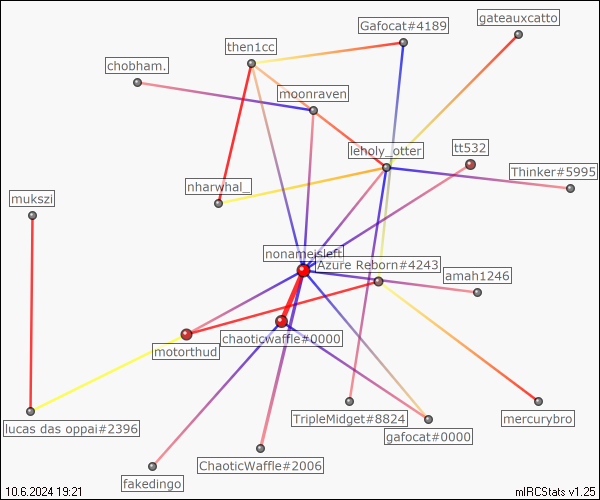 gateauxcatto
Gafocat#4189
then1cc
chobham.
moonraven
leholy_otter
tt532
Thinker#5995
nharwhal_
mukszi
nonameisleft
Azure Reborn#4243
amah1246
chaoticwaffle#0000
motorthud
TripleMidget#8824
mercurybro
lucas das oppai#2396
gafocat#0000
ChaoticWaffle#2006
fakedingo
10.6.2024 19:21
mIRCStats v1.25